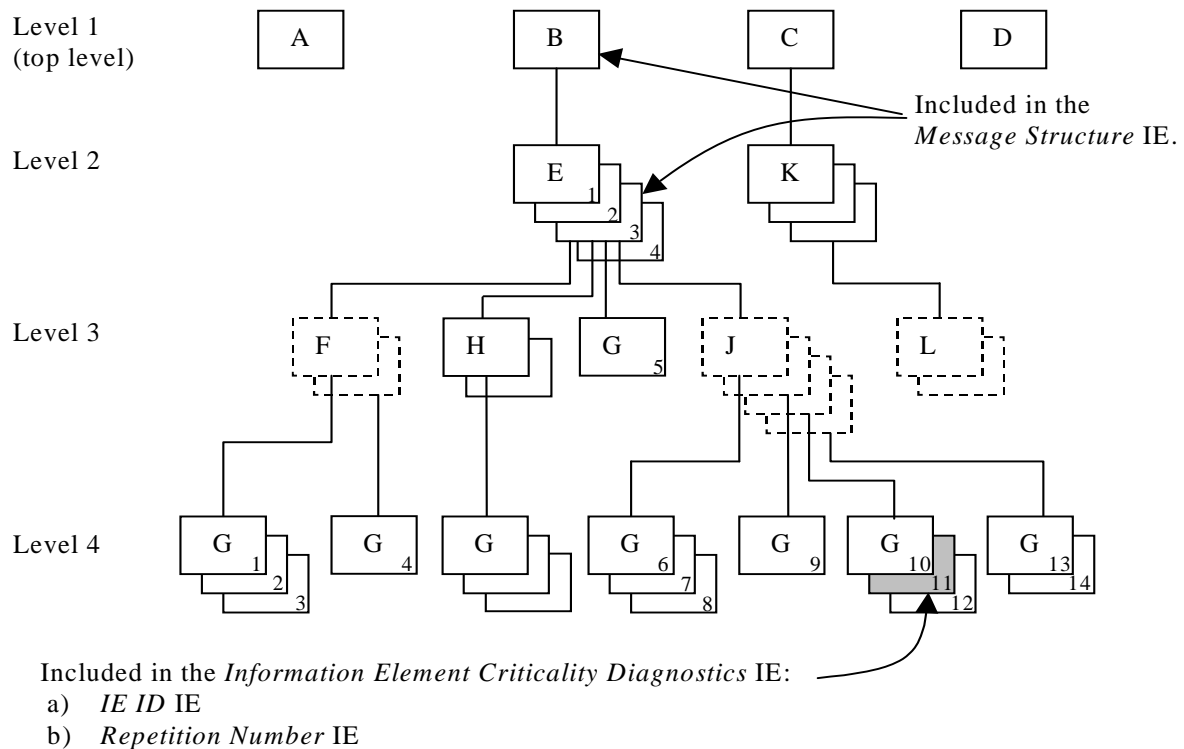 Level 1
(top level)
A
B
C
D
Included in the
Message Structure IE.
Level 2
E
1
2
3
4
K
Level 3
F
H
G
5
J
L
Level 4
G
1
2
3
G
4
G
G
6
7
8
G
9
G
10
11
12
G
13
14
Included in the Information Element Criticality Diagnostics IE:
a) IE ID IE
b) Repetition Number IE